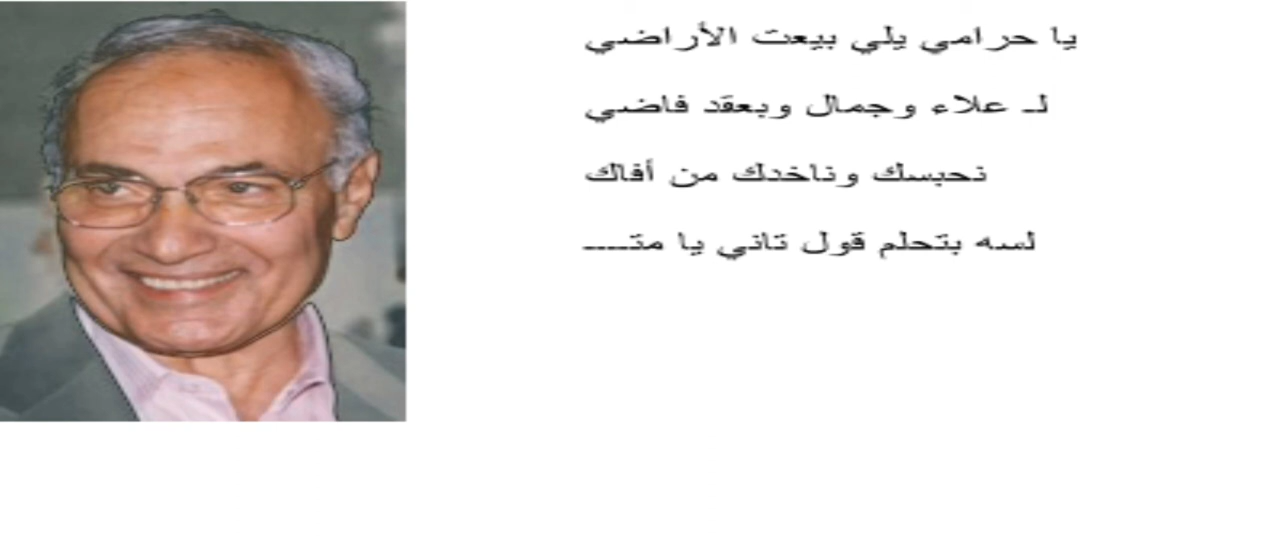 يا حرامي يلي بيعت الأراضي
لـ علاء وجمال وبعقد فاضي
نحبسك وناخدك من أفاك
لسه بتحلم قول تاني يا متــــ